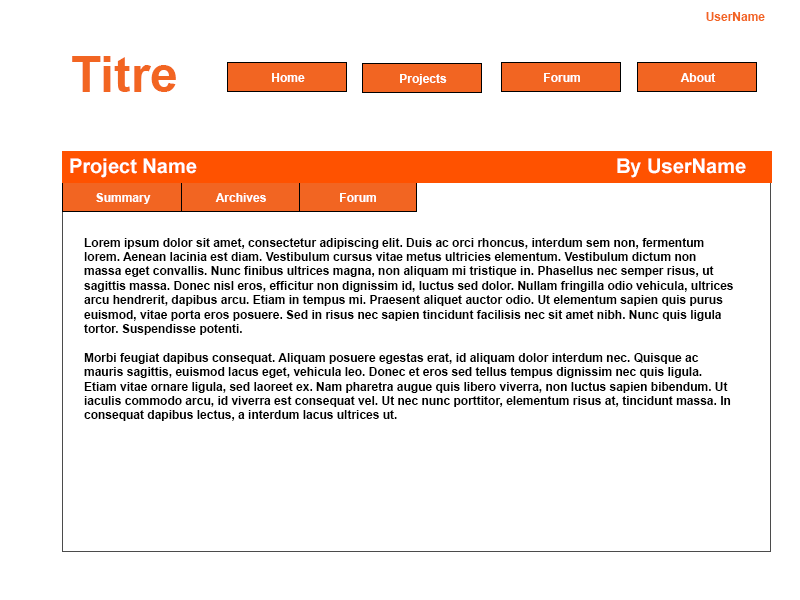 UserName
Titre
Home Projects Forum About
Project Name By UserName
Summary Archives Forum
Lorem ipsum dolor sit amet, consectetur adipiscing elit. Duis ac orci rhoncus, interdum sem non, fermentum
lorem. Aenean lacinia est diam. Vestibulum cursus vitae metus ultricies elementum. Vestibulum dictum non
massa eget convallis. Nunc finibus ultrices magna, non aliquam mi tristique in. Phasellus nec semper risus, ut
sagittis massa. Donec nisl eros, efficitur non dignissim id, luctus sed dolor. Nullam fringilla odio vehicula, ultrices
arcu hendrerit, dapibus arcu. Etiam in tempus mi. Praesent aliquet auctor odio. Ut elementum sapien quis purus
euismod, vitae porta eros posuere. Sed in risus nec sapien tincidunt facilisis nec sit amet nibh. Nunc quis ligula
tortor. Suspendisse potenti.
Morbi feugiat dapibus consequat. Aliquam posuere egestas erat, id aliquam dolor interdum nec. Quisque ac
mauris sagittis, euismod lacus eget, vehicula leo. Donec et eros sed tellus tempus dignissim nec quis ligula.
Etiam vitae ornare ligula, sed laoreet ex. Nam pharetra augue quis libero viverra, non luctus sapien bibendum. Ut
iaculis commodo arcu, id viverra est consequat vel. Ut nec nunc porttitor, elementum risus at, tincidunt massa. In
consequat dapibus lectus, a interdum lacus ultrices ut.